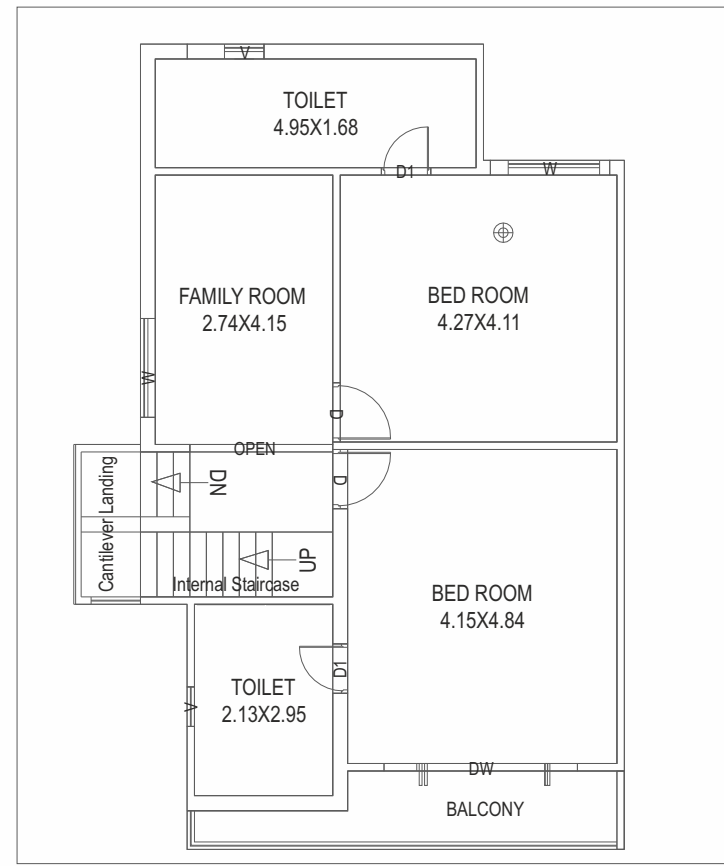 V
TOILET
4.95X1.68
D1
W
FAMILY ROOM
2.74X4.15
BED ROOM
4.27X4.11
W
D
OPEN
D
DN
Cantilever Landing
UP
Internal Staircase
BED ROOM
4.15X4.84
D1
TOILET
2.13X2.95
V
DW
BALCONY